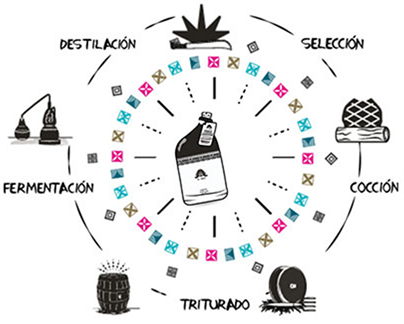 DESTILACIÓN
SELECCIÓN
FERMENTACIÓN
COCCIÓN
TRITURADO